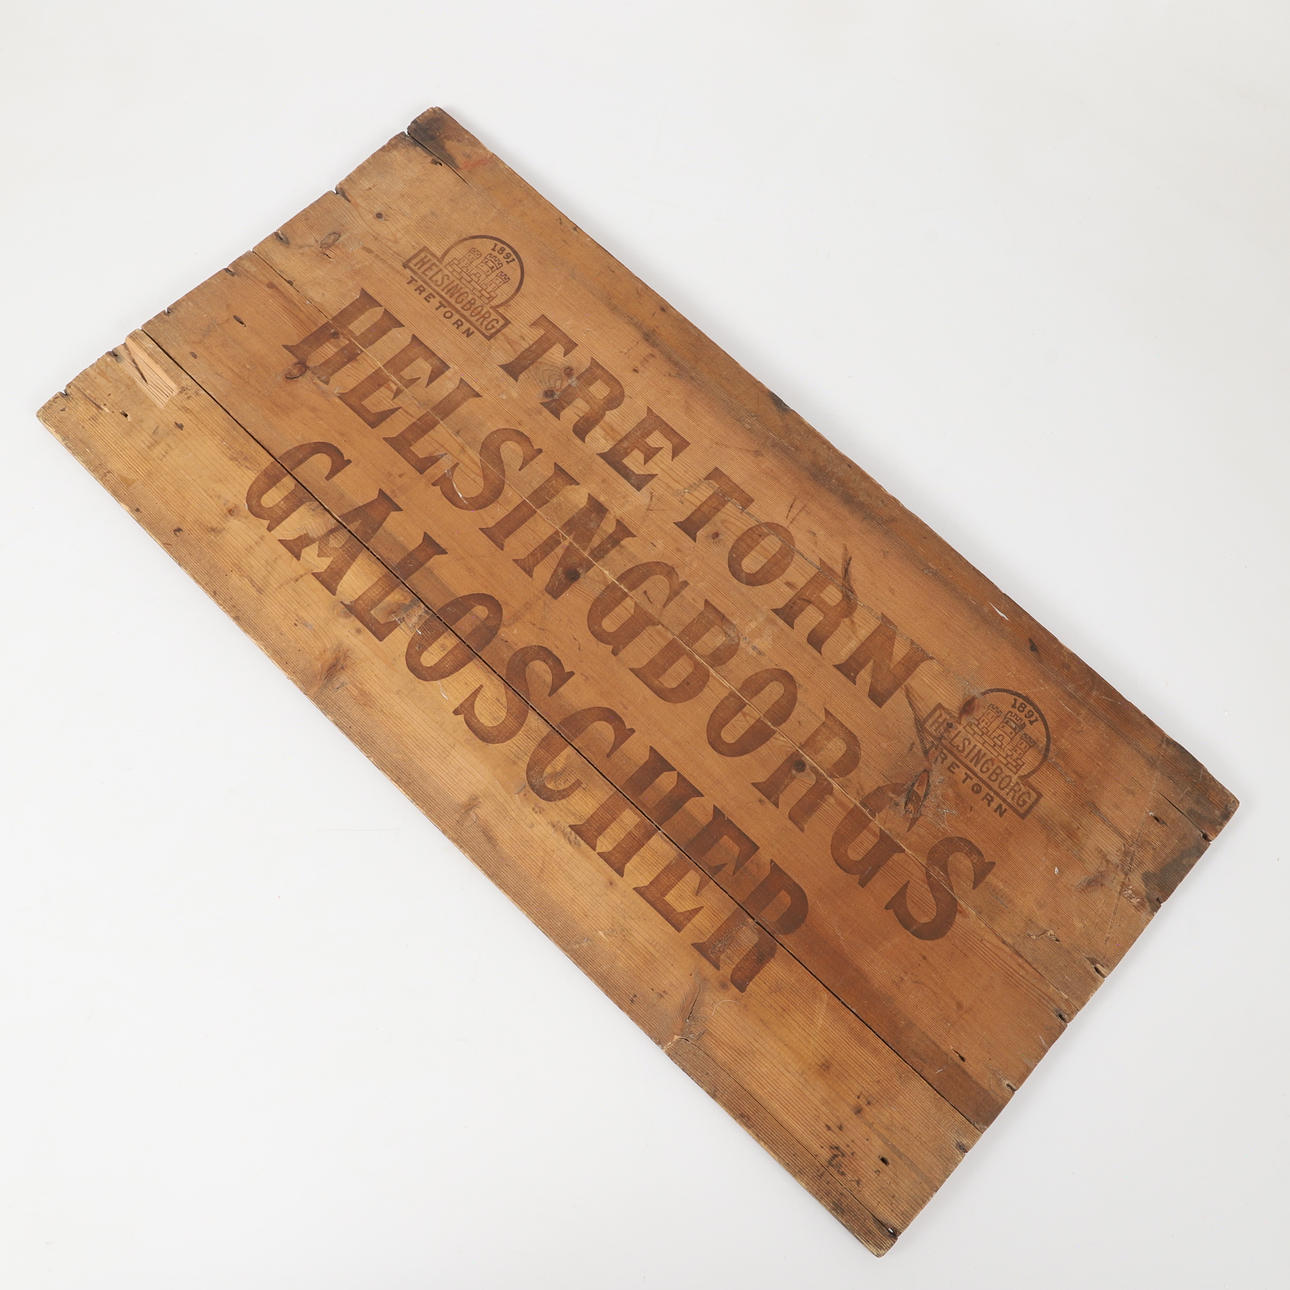 1891
HELSINGBORG
TRETORN
TRETORN
HELSINGBORGS
GALOSCHER
1891
HELSINGBORG
TRETORN